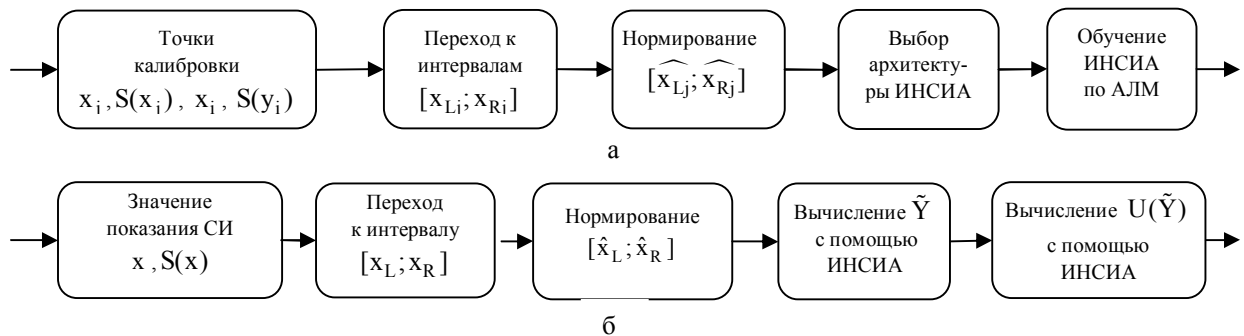 Точки
калибровки
x_i , S(x_i) , x_i , S(y_i)
Переход к
интервалам
[x_Li ; x_Ri]
Нормирование
[x̂_Lj ; x̂_Rj]
Выбор
архитекту-
ры ИНСИА
Обучение
ИНСИА
по АЛМ
а
Значение
показания СИ
x , S(x)
Переход
к интервалу
[x_L ; x_R]
Нормирование
[x̂_L ; x̂_R]
Вычисление Ỹ
с помощью
ИНСИА
Вычисление U(Ỹ)
с помощью
ИНСИА
б